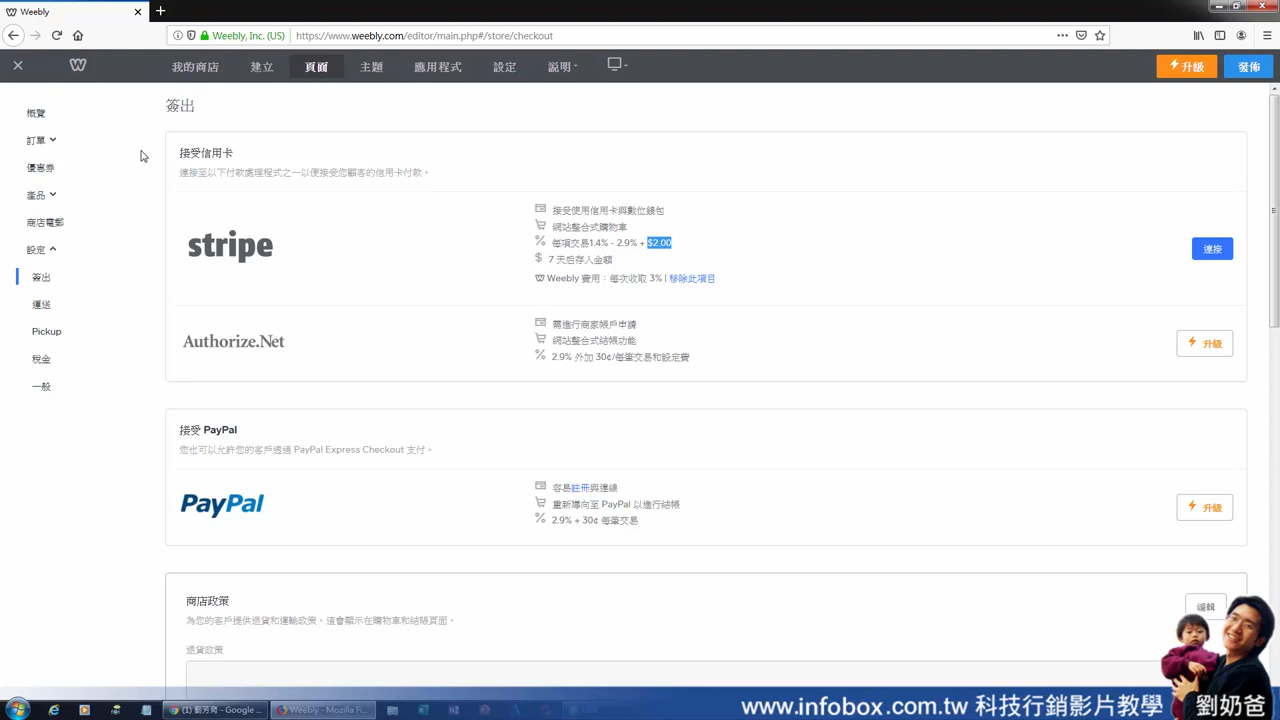 Weebly
Weebly, Inc. (US)
https://www.weebly.com/editor/main.php#/store/checkout
我的商店
建立
頁面
主題
應用程式
設定
說明
升級
發佈
概覽
訂單
優惠券
產品
商店電郵
設定
簽出
運送
Pickup
稅金
一般
簽出
接受信用卡
連接至以下付款處理程式之一以便接受您顧客的信用卡付款。
stripe
接受使用信用卡與數位錢包
網站整合式購物車
每項交易1.4% - 2.9% + $2.00
7 天后存入金額
Weebly 費用：每次收取 3% | 移除此項目
連接
Authorize.Net
需進行商家帳戶申請
網站整合式結帳功能
2.9% 外加 30¢/每筆交易和設定費
升級
接受 PayPal
您也可以允許您的客戶透過 PayPal Express Checkout 支付。
PayPal
容易註冊與連線
重新導向至 PayPal 以進行結帳
2.9% + 30¢ 每筆交易
升級
商店政策
編輯
為您的客戶提供退貨和運輸政策。這會顯示在購物車和結賬頁面。
退貨政策
(1) 劉芳育 - Google ...
Weebly - Mozilla Fi...
www.infobox.com.tw 科技行銷影片教學
劉奶爸